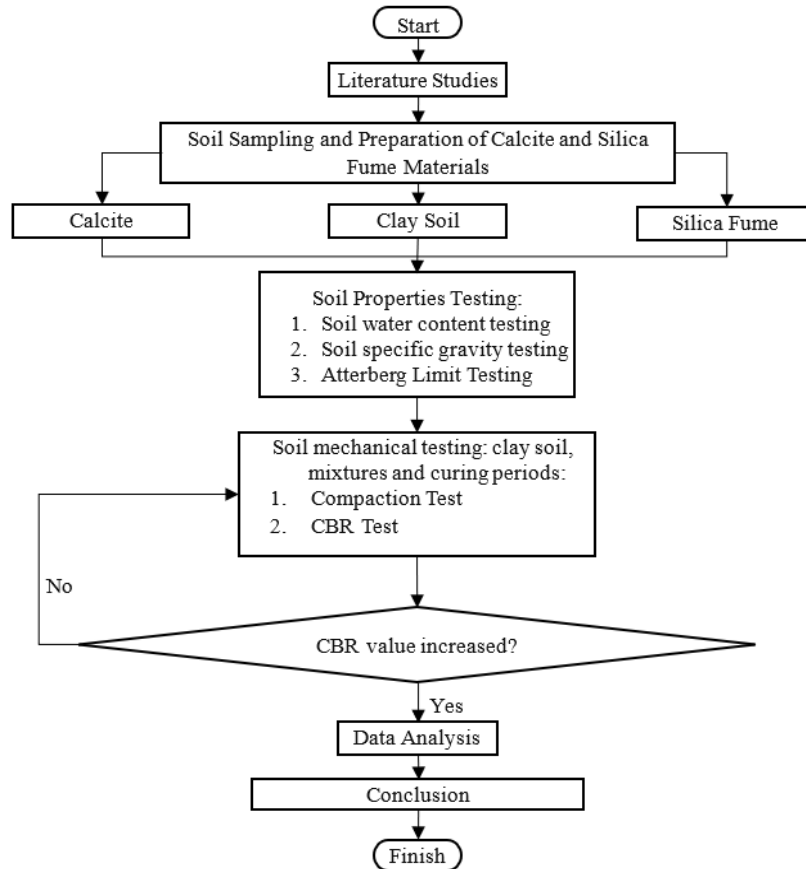 Start
Literature Studies
Soil Sampling and Preparation of Calcite and Silica
Fume Materials
Calcite
Clay Soil
Silica Fume
Soil Properties Testing:
1. Soil water content testing
2. Soil specific gravity testing
3. Atterberg Limit Testing
Soil mechanical testing: clay soil,
mixtures and curing periods:
1. Compaction Test
2. CBR Test
No
CBR value increased?
Yes
Data Analysis
Conclusion
Finish